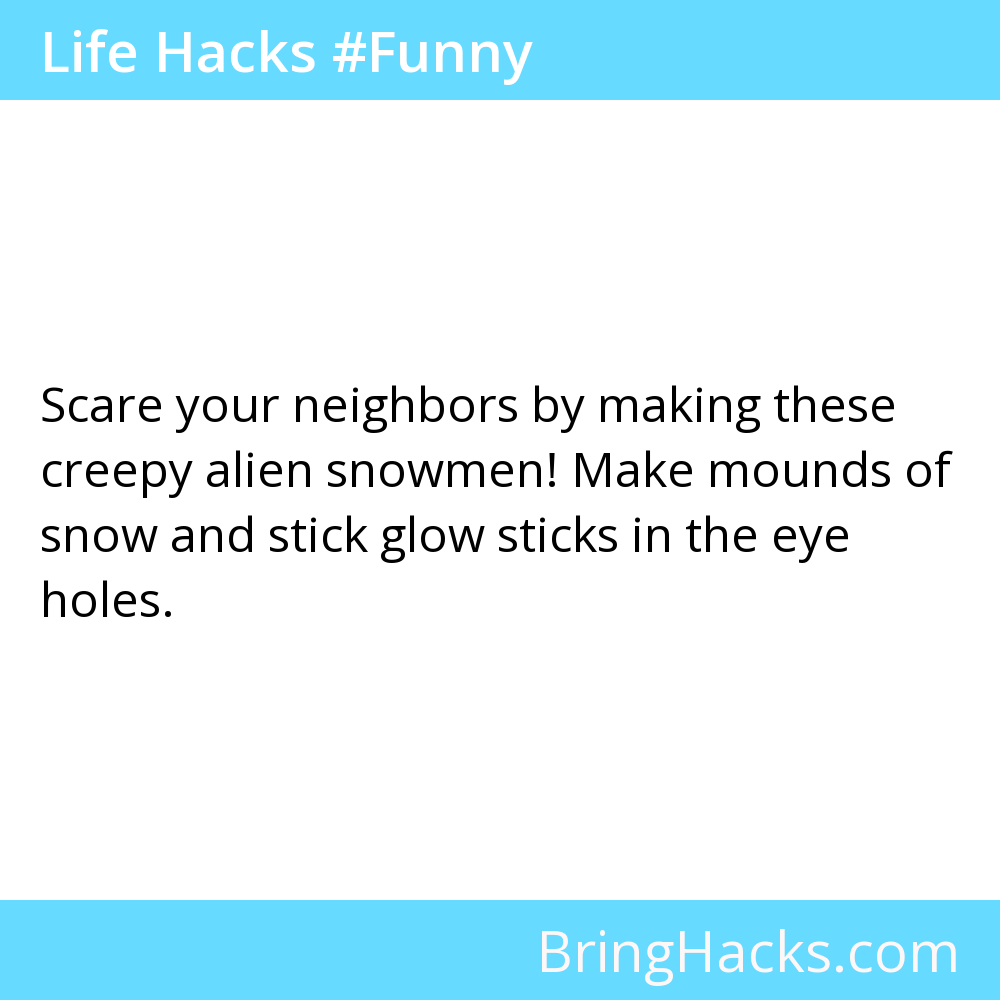 Life Hacks #Funny
Scare your neighbors by making these
creepy alien snowmen! Make mounds of
snow and stick glow sticks in the eye
holes.
BringHacks.com